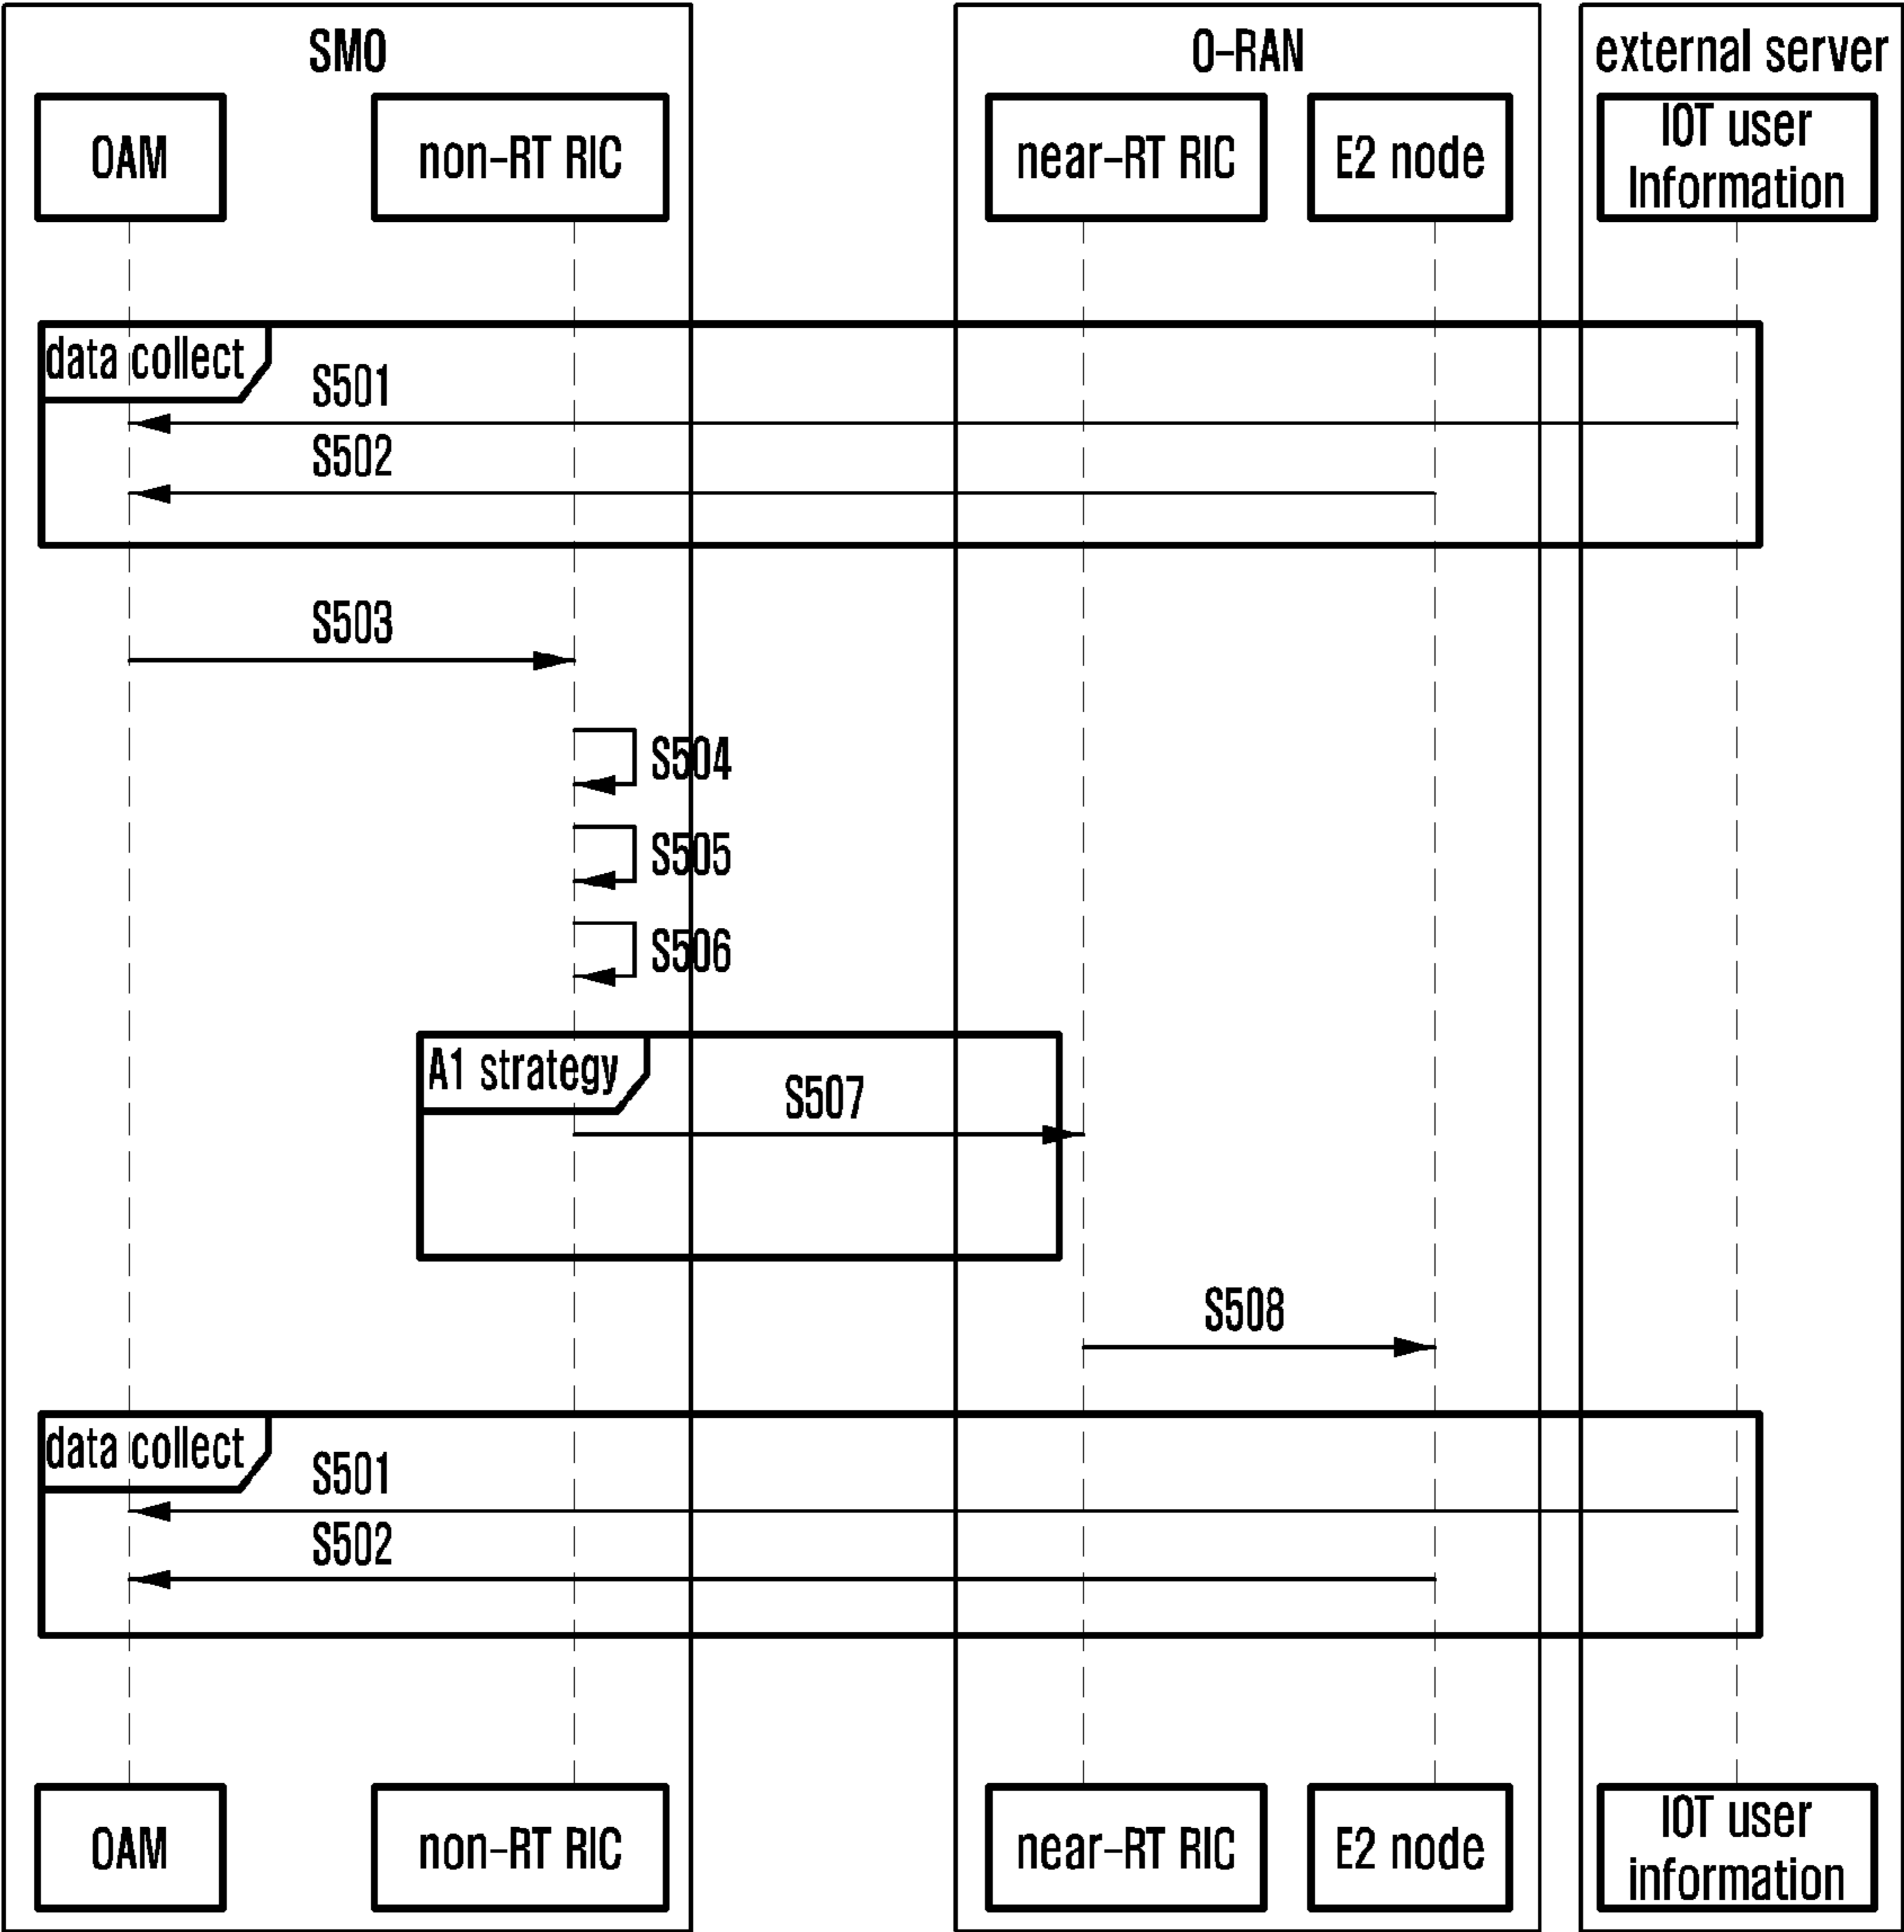 SMO
O-RAN
external server
OAM
non-RT RIC
near-RT RIC
E2 node
IOT user
Information
data collect
S501
S502
S503
S504
S505
S506
A1 strategy
S507
S508
data collect
S501
S502
OAM
non-RT RIC
near-RT RIC
E2 node
IOT user
information